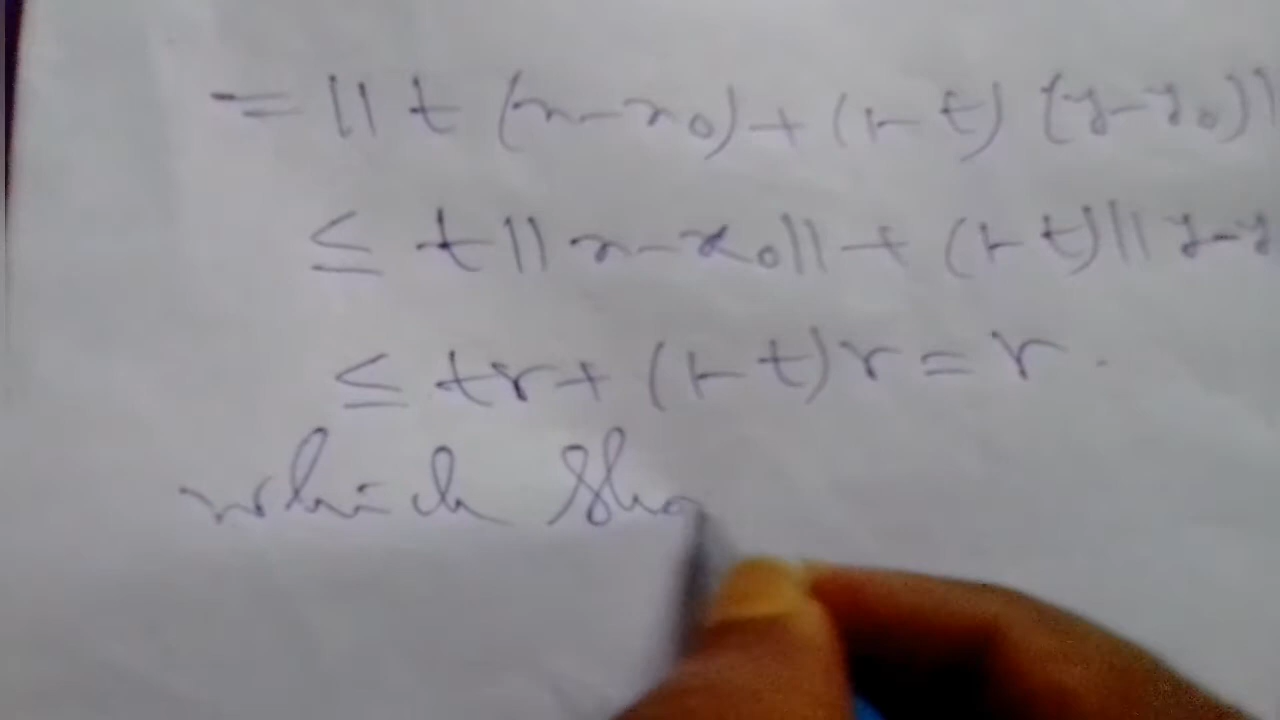 = || t (x-x₀) + (1-t) (y-y₀) ||
≤ t || x-x₀ || + (1-t) || y-y
≤ tr + (1-t) r = r .
which sho